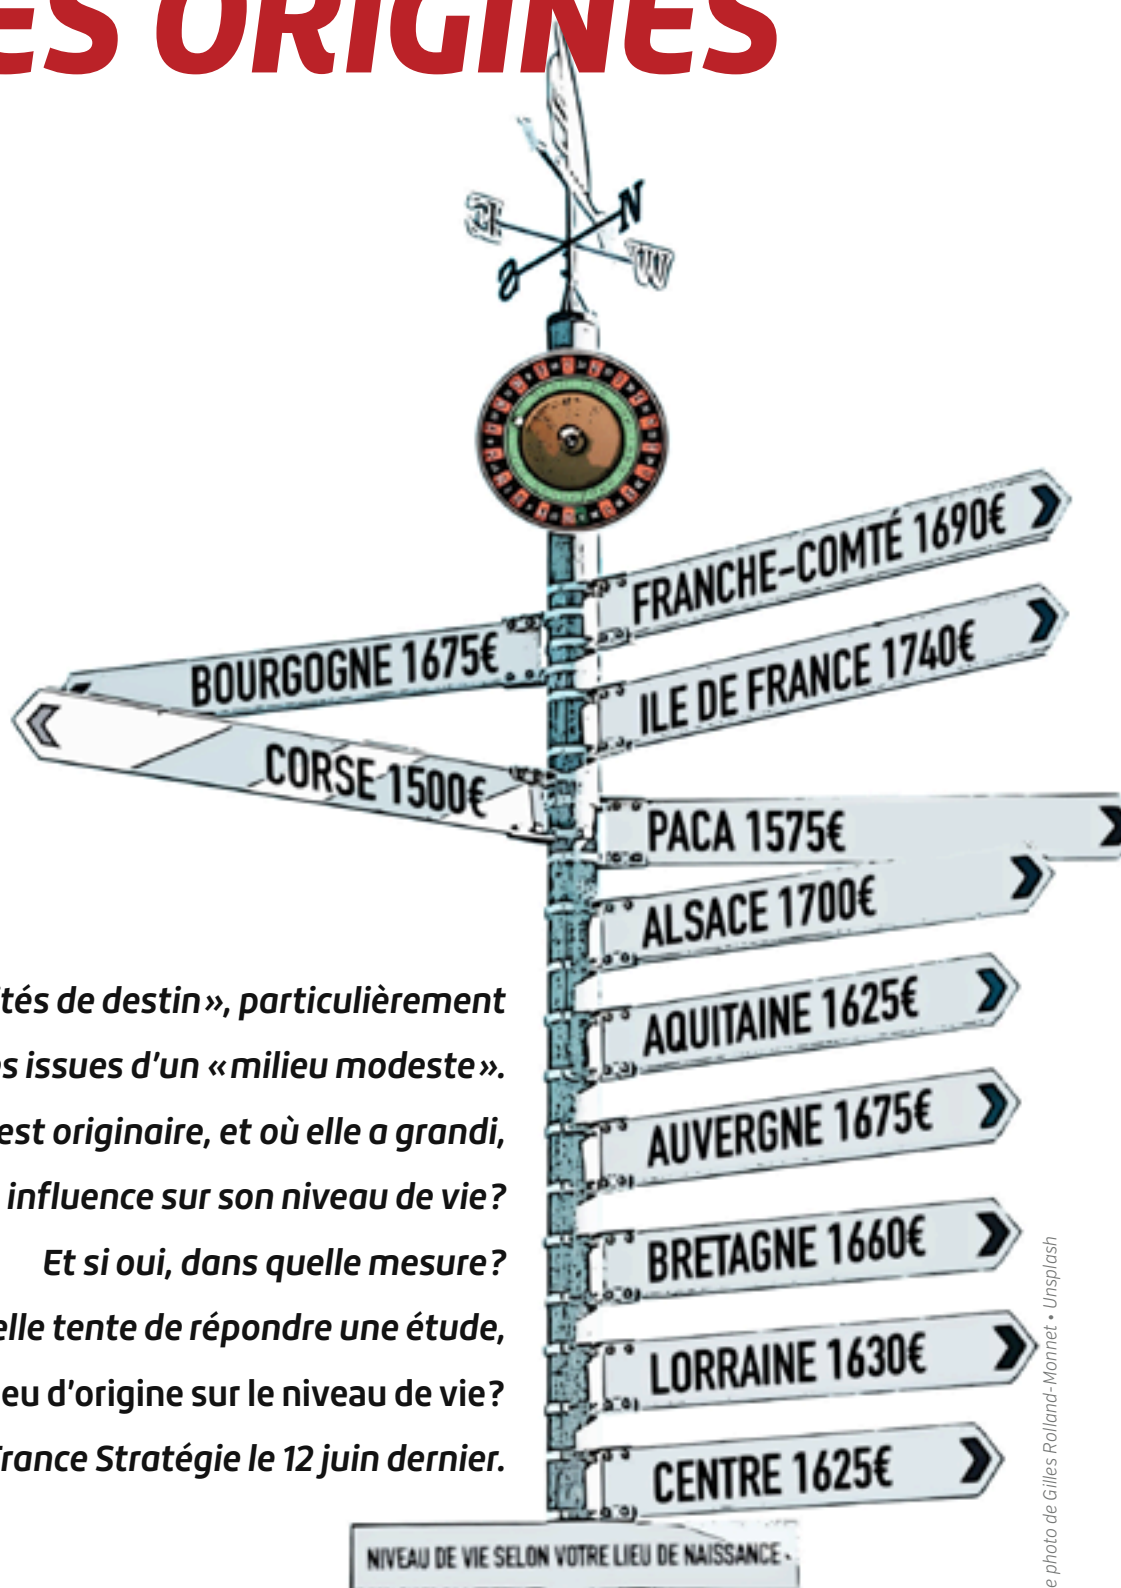 ES ORIGINES
N
W
S
FRANCHE-COMTÉ 1690€
BOURGOGNE 1675€
ILE DE FRANCE 1740€
CORSE 1500€
PACA 1575€
ALSACE 1700€
AQUITAINE 1625€
AUVERGNE 1675€
BRETAGNE 1660€
LORRAINE 1630€
CENTRE 1625€
NIVEAU DE VIE SELON VOTRE LIEU DE NAISSANCE
tés de destin», particulièrement
s issues d'un «milieu modeste».
est originaire, et où elle a grandi,
influence sur son niveau de vie?
Et si oui, dans quelle mesure?
elle tente de répondre une étude,
eu d'origine sur le niveau de vie?
rance Stratégie le 12 juin dernier.
e photo de Gilles Rolland-Monnet • Unsplash